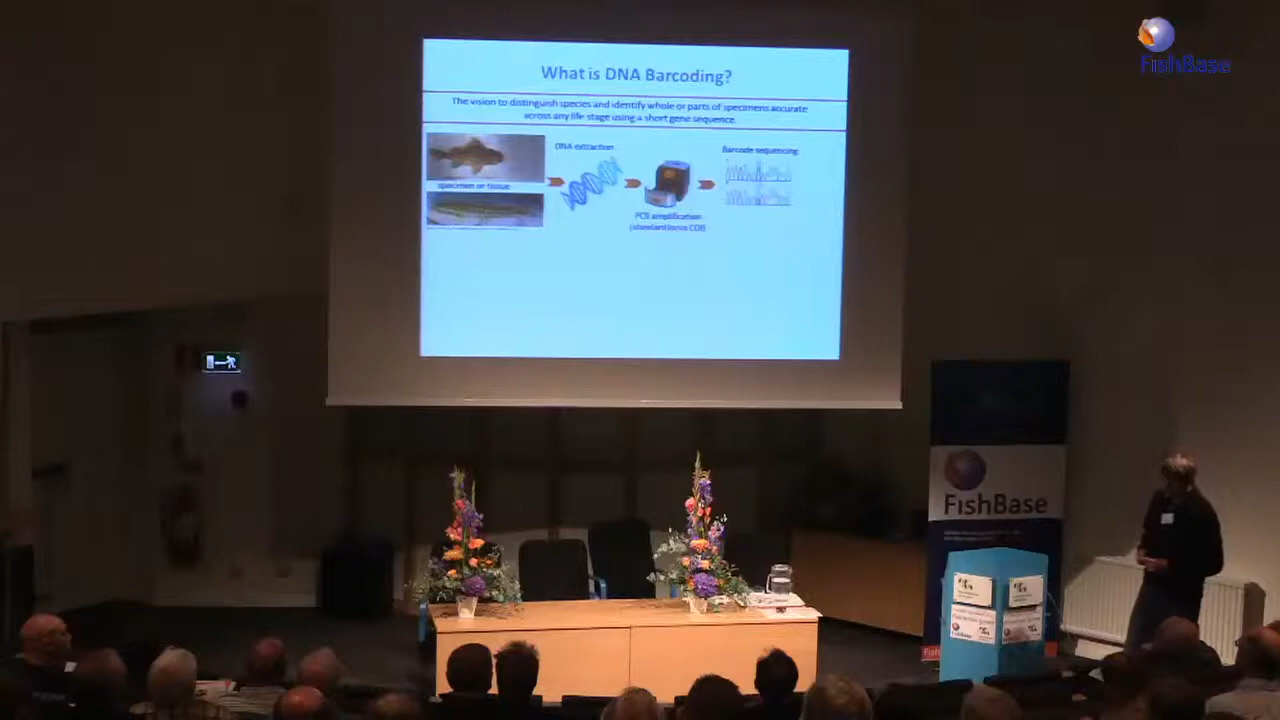 FishBase
What is DNA Barcoding?
The vision to distinguish species and identify whole or parts of specimens accurate
across any life stage using a short gene sequence.
DNA extraction
Barcode sequencing
specimen or tissue
PCR amplification
(standard locus COI)
FishBase
FishBase